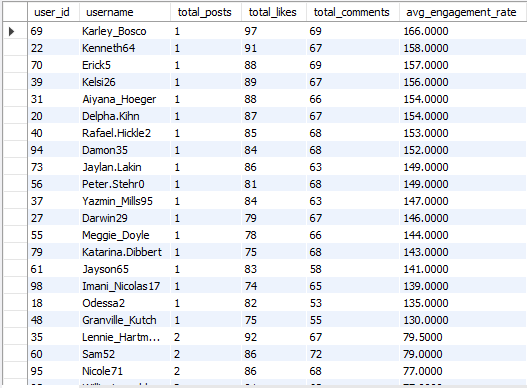 user_id username total_posts total_likes total_comments avg_engagement_rate
69 Karley_Bosco 1 97 69 166.0000
22 Kenneth64 1 91 67 158.0000
70 Erick5 1 88 69 157.0000
39 Kelsi26 1 89 67 156.0000
31 Aiyana_Hoeger 1 88 66 154.0000
20 Delpha.Kihn 1 87 67 154.0000
40 Rafael.Hickle2 1 85 68 153.0000
94 Damon35 1 84 68 152.0000
73 Jaylan.Lakin 1 86 63 149.0000
56 Peter.Stehr0 1 81 68 149.0000
37 Yazmin_Mills95 1 84 63 147.0000
27 Darwin29 1 79 67 146.0000
55 Meggie_Doyle 1 78 66 144.0000
79 Katarina.Dibbert 1 75 68 143.0000
61 Jayson65 1 83 58 141.0000
98 Imani_Nicolas17 1 74 65 139.0000
18 Odessa2 1 82 53 135.0000
48 Granville_Kutch 1 75 55 130.0000
35 Lennie_Hartm... 2 92 67 79.5000
60 Sam52 2 86 72 79.0000
95 Nicole71 2 86 68 77.0000